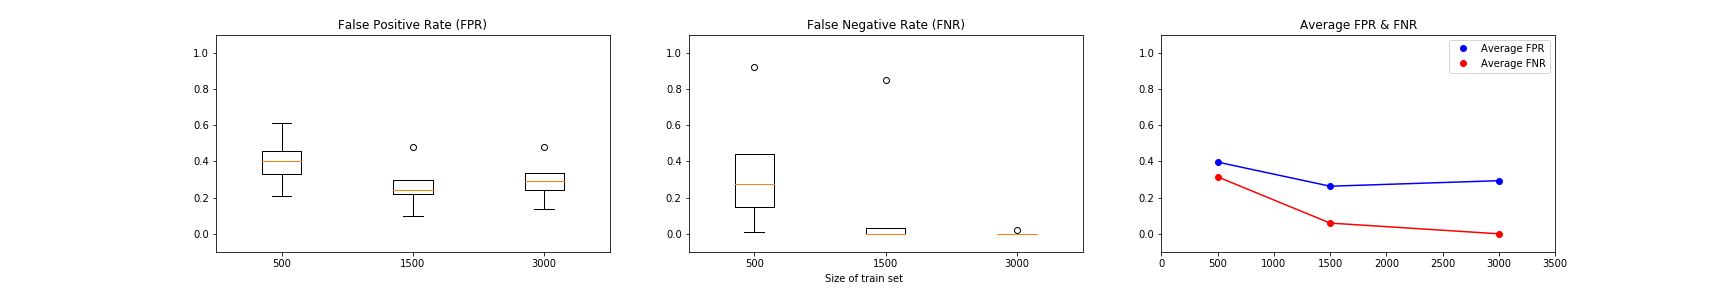 False Positive Rate (FPR)
1.0
0.8
0.6
0.4
0.2
0.0
500 1500 3000
False Negative Rate (FNR)
1.0
0.8
0.6
0.4
0.2
0.0
500 1500 3000
Size of train set
Average FPR & FNR
Average FPR
Average FNR
1.0
0.8
0.6
0.4
0.2
0.0
0 500 1000 1500 2000 2500 3000 3500